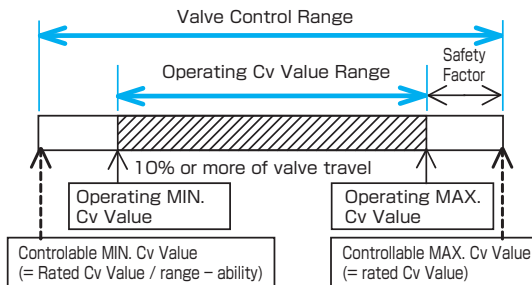 Valve Control Range
Safety
Factor
Operating Cv Value Range
10% or more of valve travel
Operating MIN.
Cv Value
Operating MAX.
Cv Value
Controlable MIN. Cv Value
(= Rated Cv Value / range – ability)
Controllable MAX. Cv Value
(= rated Cv Value)